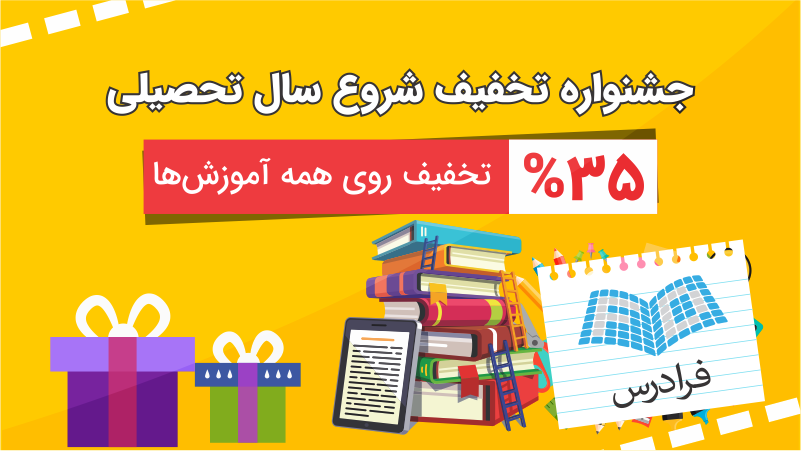 جشنواره تخفیف شروع سال تحصیلی
%۳۵ تخفیف روی همه آموزش‌ها
فرادرس